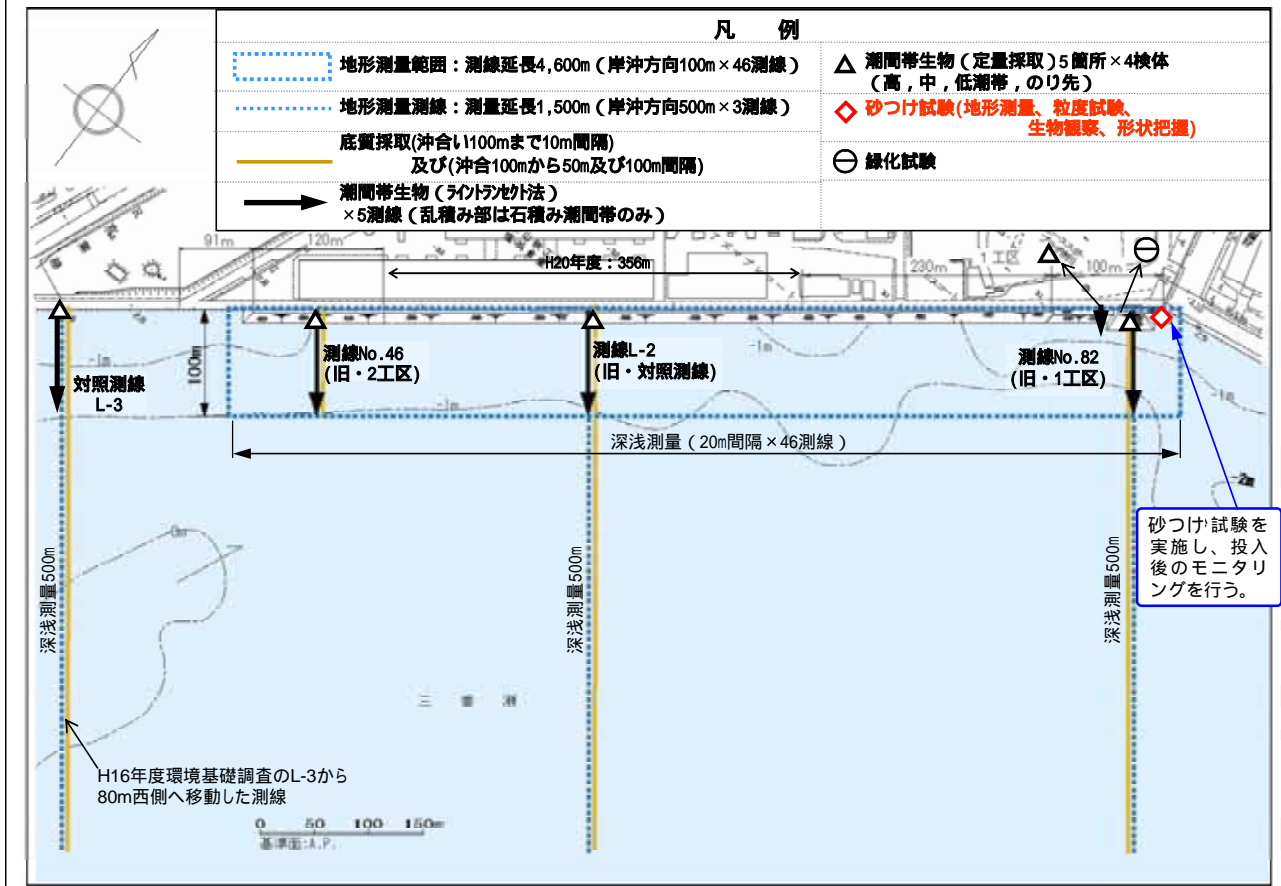 凡 例
地形測量範囲：測線延長4,600m（岸沖方向100m×46測線）
地形測量測線：測量延長1,500m（岸沖方向500m×3測線）
底質採取(沖合い100mまで10m間隔)
及び(沖合100mから50m及び100m間隔)
潮間帯生物（ライントランセクト法）
×5測線（乱積み部は石積み潮間帯のみ）
潮間帯生物（定量採取）5箇所×4検体
（高，中，低潮帯，のり先）
砂つけ試験(地形測量、粒度試験、
生物観察、形状把握)
緑化試験
91m
120m
H20年度：356m
230m
1工区
100m
-1m
100m
対照測線
L-3
測線No.46
(旧・2工区)
-1m
測線L-2
(旧・対照測線)
-1m
測線No.82
(旧・1工区)
-1m
深浅測量（20m間隔×46測線）
-2m
砂つけ試験を
実施し、投入
後のモニタリ
ングを行う。
0m
深浅測量500m
深浅測量500m
深浅測量500m
三番瀬
H16年度環境基礎調査のL-3から
80m西側へ移動した測線
0 50 100 150m
基準面:A.P.